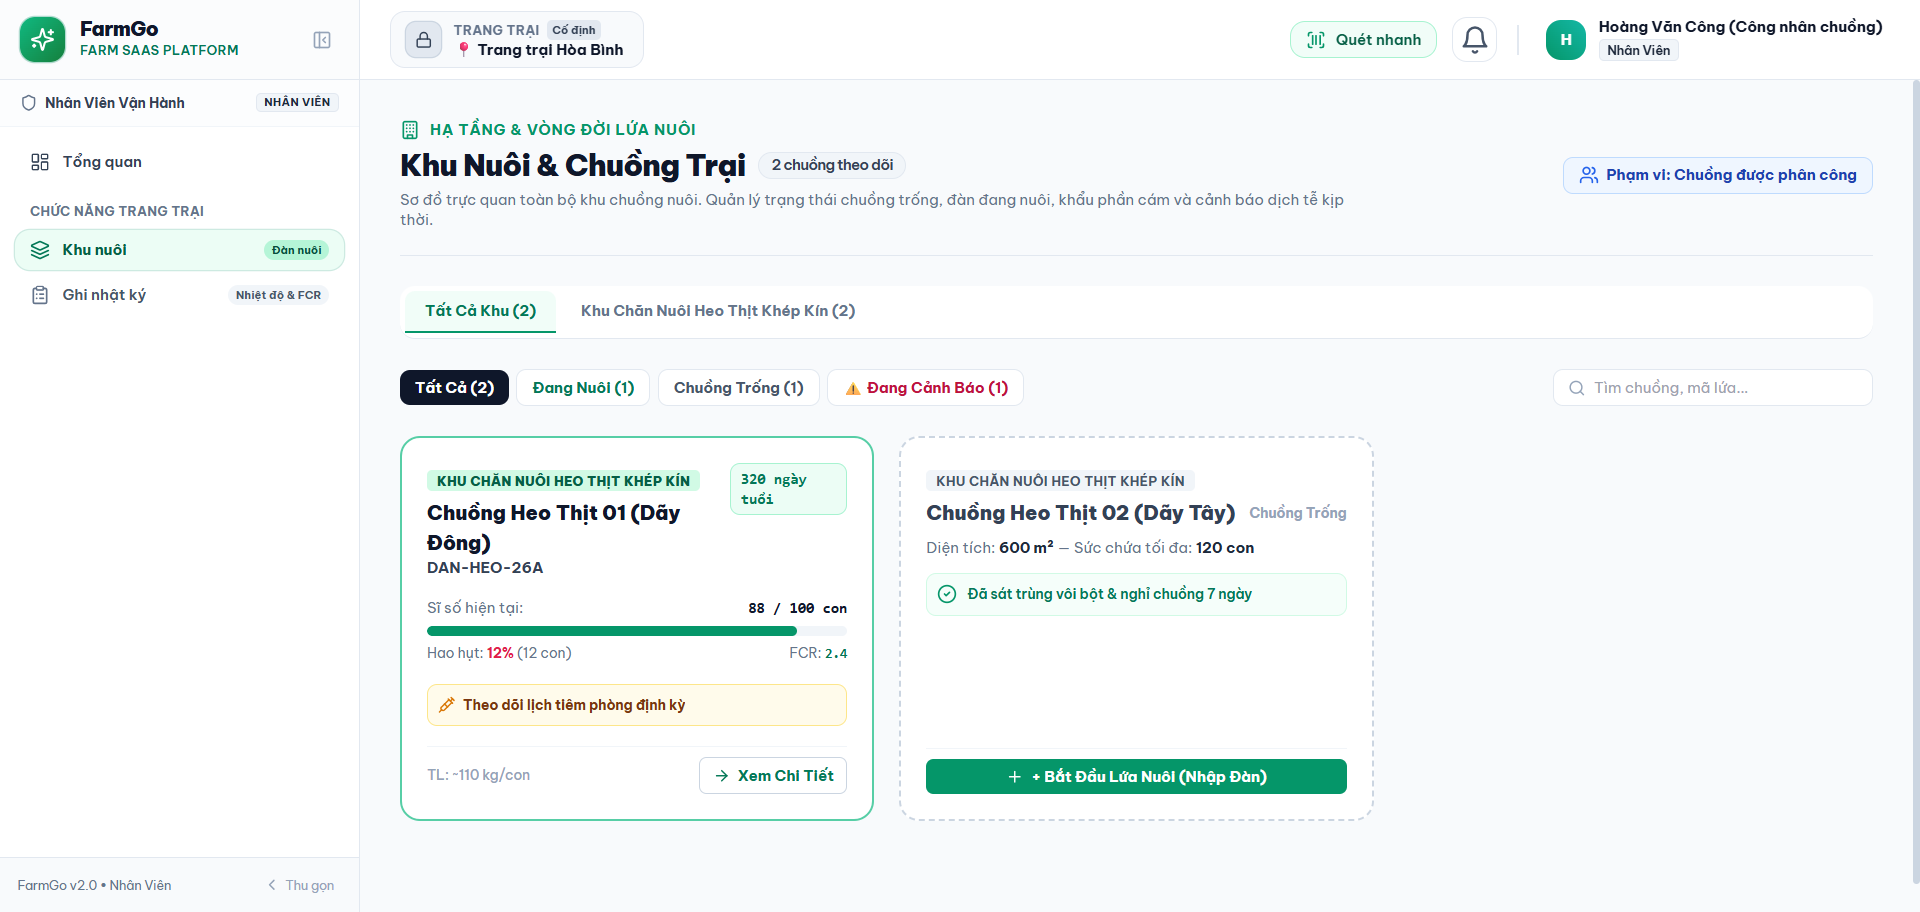 FarmGo
FARM SAAS PLATFORM
Nhân Viên Vận Hành
NHÂN VIÊN
Tổng quan
CHỨC NĂNG TRANG TRẠI
Khu nuôi
Đàn nuôi
Ghi nhật ký
Nhiệt độ & FCR
FarmGo v2.0 • Nhân Viên
Thu gọn
TRANG TRẠI Cố định
Trang trại Hòa Bình
Quét nhanh
H
Hoàng Văn Công (Công nhân chuồng)
Nhân Viên
HẠ TẦNG & VÒNG ĐỜI LỨA NUÔI
Khu Nuôi & Chuồng Trại
2 chuồng theo dõi
Sơ đồ trực quan toàn bộ khu chuồng nuôi. Quản lý trạng thái chuồng trống, đàn đang nuôi, khẩu phần cám và cảnh báo dịch tễ kịp
thời.
Phạm vi: Chuồng được phân công
Tất Cả Khu (2)
Khu Chăn Nuôi Heo Thịt Khép Kín (2)
Tất Cả (2)
Đang Nuôi (1)
Chuồng Trống (1)
Đang Cảnh Báo (1)
Tìm chuồng, mã lứa...
KHU CHĂN NUÔI HEO THỊT KHÉP KÍN
320 ngày
tuổi
Chuồng Heo Thịt 01 (Dãy
Đông)
DAN-HEO-26A
Sĩ số hiện tại:
88 / 100 con
Hao hụt: 12% (12 con)
FCR: 2.4
Theo dõi lịch tiêm phòng định kỳ
TL: ~110 kg/con
Xem Chi Tiết
KHU CHĂN NUÔI HEO THỊT KHÉP KÍN
Chuồng Heo Thịt 02 (Dãy Tây)
Chuồng Trống
Diện tích: 600 m² — Sức chứa tối đa: 120 con
Đã sát trùng vôi bột & nghỉ chuồng 7 ngày
+ Bắt Đầu Lứa Nuôi (Nhập Đàn)